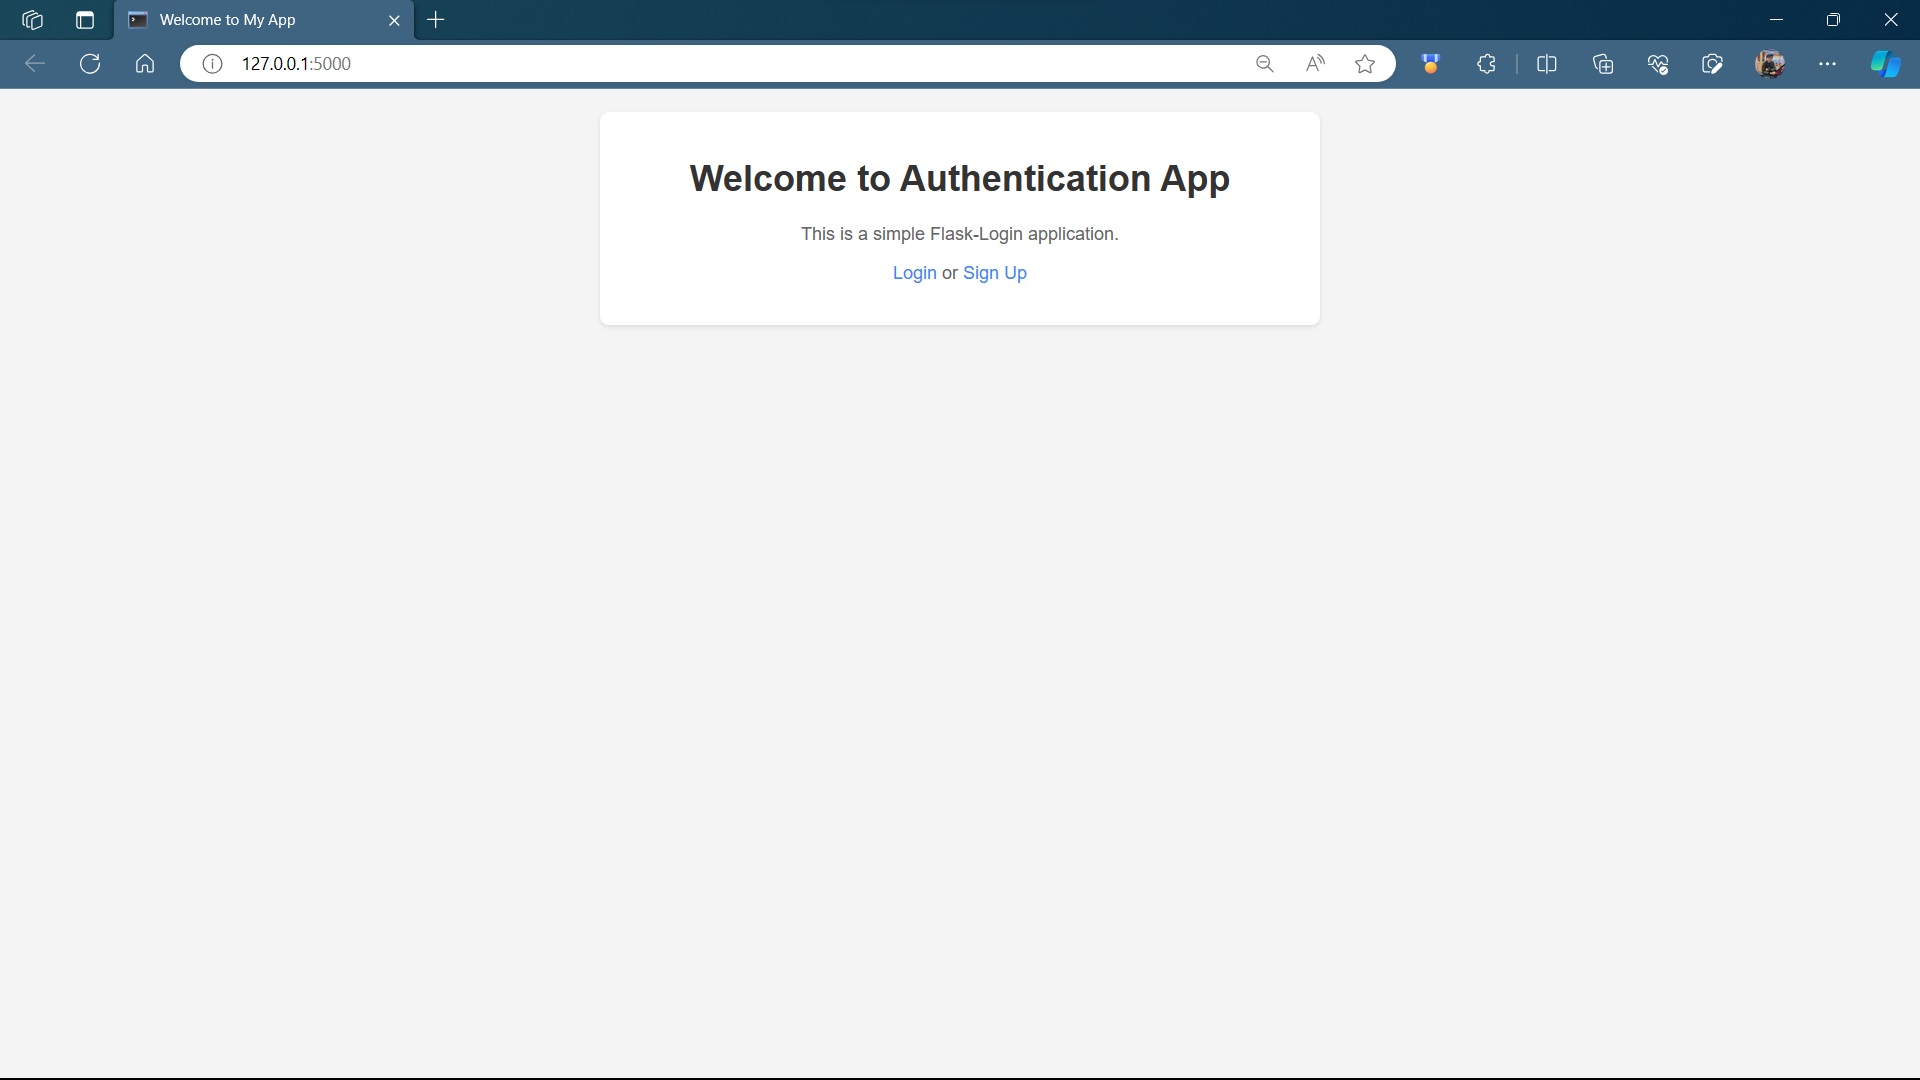 Welcome to My App
127.0.0.1:5000
Welcome to Authentication App
This is a simple Flask-Login application.
Login or Sign Up